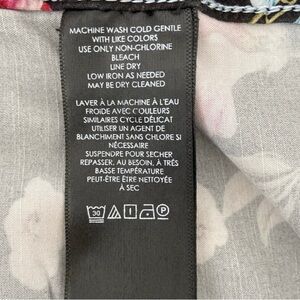 MACHINE WASH COLD GENTLE
WITH LIKE COLORS
USE ONLY NON-CHLORINE
BLEACH
LINE DRY
LOW IRON AS NEEDED
MAY BE DRY CLEANED
LAVER À LA MACHINE À L'EAU
FROIDE AVEC COULEURS
SIMILAIRES CYCLE DÉLICAT
UTILISER UN AGENT DE
BLANCHIMENT SANS CHLORE SI
NÉCESSAIRE
SUSPENDRE POUR SÉCHER
REPASSER, AU BESOIN, À TRÈS
BASSE TEMPÉRATURE
PEUT-ÊTRE ÊTRE NETTOYÉE
À SEC
30 P